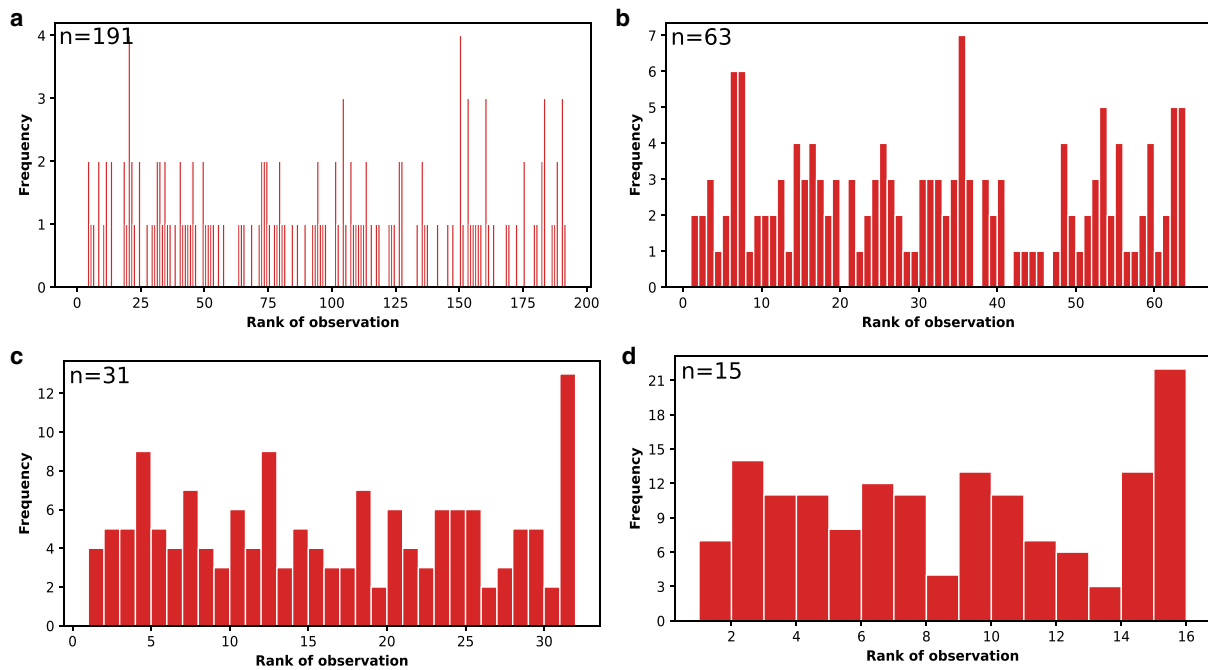 a
n=191
4
3
2
1
0
Frequency
0 25 50 75 100 125 150 175 200
Rank of observation
b
n=63
7
6
5
4
3
2
1
0
Frequency
0 10 20 30 40 50 60
Rank of observation
c
n=31
12
10
8
6
4
2
0
Frequency
0 5 10 15 20 25 30
Rank of observation
d
n=15
21
18
15
12
9
6
3
0
Frequency
2 4 6 8 10 12 14 16
Rank of observation